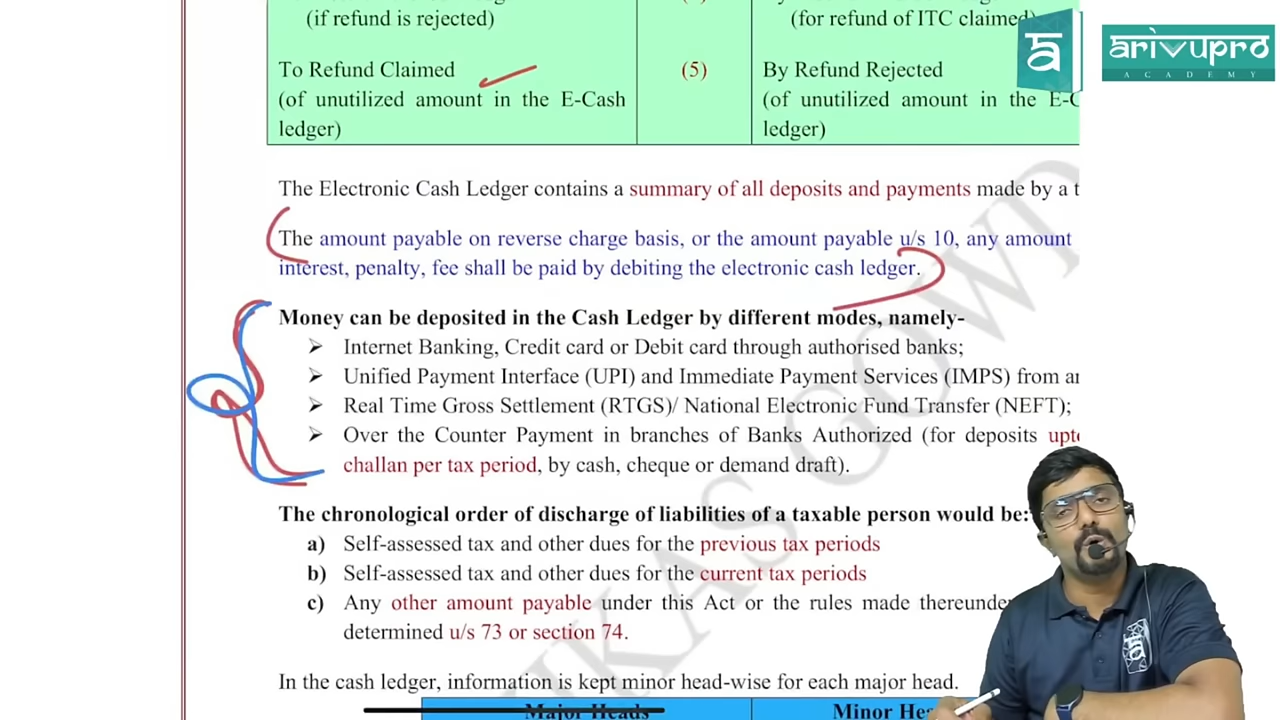 (if refund is rejected)
(for refund of ITC claimed)
ā
ariVuPro
ACADEMY
To Refund Claimed
(of unutilized amount in the E-Cash
ledger)
(5)
By Refund Rejected
(of unutilized amount in the
ledger)
The Electronic Cash Ledger contains a summary of all deposits and payments made by a
The amount payable on reverse charge basis, or the amount payable u/s 10, any amount
interest, penalty, fee shall be paid by debiting the electronic cash ledger.
Money can be deposited in the Cash Ledger by different modes, namely-
➢ Internet Banking, Credit card or Debit card through authorised banks;
➢ Unified Payment Interface (UPI) and Immediate Payment Services (IMPS) from
➢ Real Time Gross Settlement (RTGS)/ National Electronic Fund Transfer (NEFT);
➢ Over the Counter Payment in branches of Banks Authorized (for deposits
challan per tax period, by cash, cheque or demand draft).
The chronological order of discharge of liabilities of a taxable person would be:
a) Self-assessed tax and other dues for the previous tax periods
b) Self-assessed tax and other dues for the current tax periods
c) Any other amount payable under this Act or the rules made
determined u/s 73 or section 74.
In the cash ledger, information is kept minor head-wise for each major head.
Major Heads
Minor